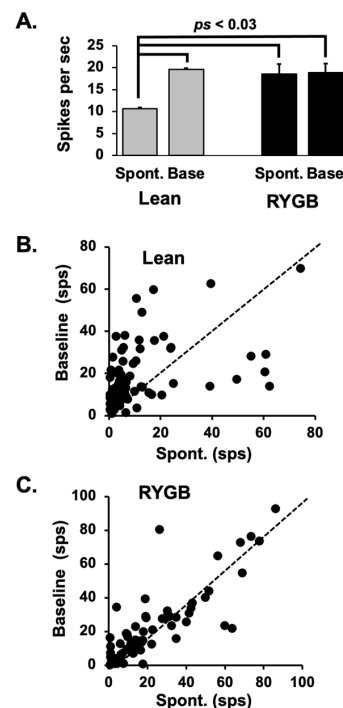 A.
ps < 0.03
Spikes per sec
25
20
15
10
5
0
Spont. Base
Spont. Base
Lean
RYGB
B.
Lean
Baseline (sps)
80
60
40
20
0
0 20 40 60 80
Spont. (sps)
C.
RYGB
Baseline (sps)
100
80
60
40
20
0
0 20 40 60 80 100
Spont. (sps)